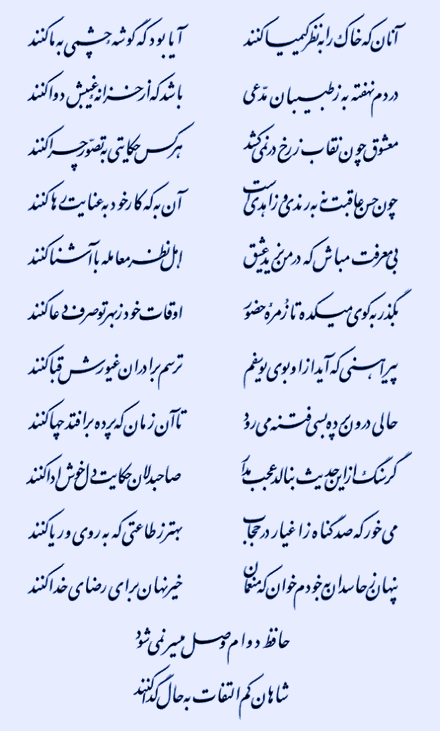 آنان که خاک را به نظر کیمیا کنند آیا بود که گوشه چشمی به ما کنند
دردم نهفته به ز طبیبان مدّعی باشد که از خزانه غیبش دوا کنند
معشوق چون نقاب ز رخ در نمی‌کشد هر کس حکایتی به تصوّر چرا کنند
چون حسن عاقبت نه به رندی و زاهدیست آن به که کار خود به عنایت رها کنند
بی معرفت مباش که در من یزید عشق اهل نظر معامله با آشنا کنند
بگذر به کوی میکده تا زمره حضور اوقات خود ز بهر تو صرف دعا کنند
پیراهنی که آید از او بوی یوسفم ترسم برادران غیورش قبا کنند
حالی درون پرده بسی فتنه می‌رود تا آن زمان که پرده برافتد چها کنند
گر سنگ از این حدیث بنالد عجب مدار صاحبدلان حکایت دل خوش ادا کنند
می خور که صد گناه ز اغیار در حجاب بهتر ز طاعتی که به روی و ریا کنند
پنهان ز حاسدان به خودم خوان که منعمان خیر نهان برای رضای خدا کنند
حافظ دوام وصل میسر نمی‌شود
شاهان کم التفات به حال گدا کنند